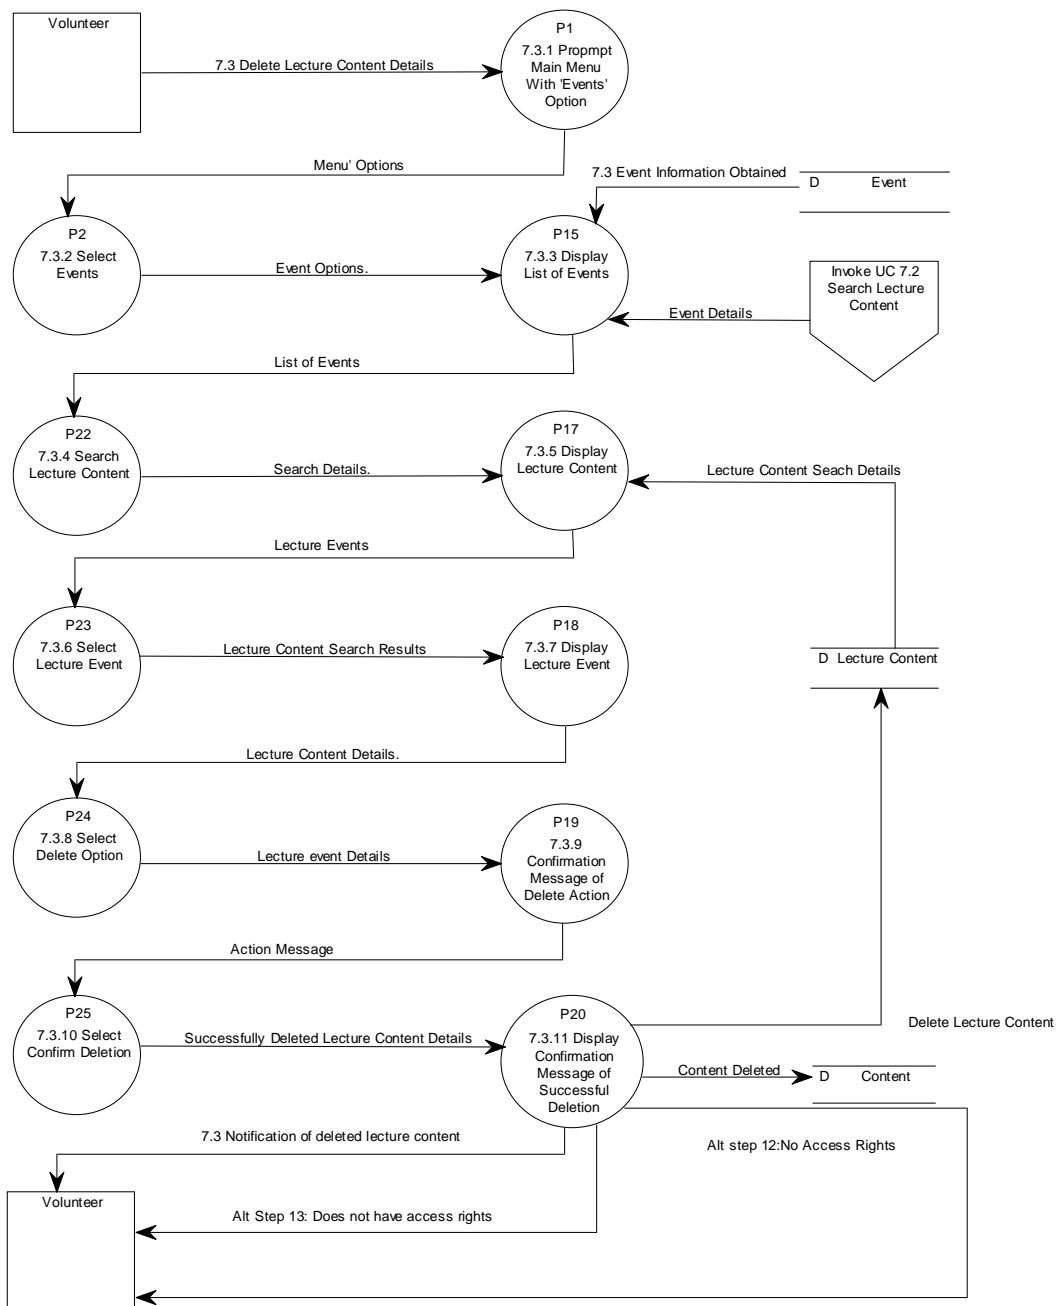 Volunteer
7.3 Delete Lecture Content Details
P1
7.3.1 Propmpt
Main Menu
With 'Events'
Option
Menu' Options
7.3 Event Information Obtained
D Event
P2
7.3.2 Select
Events
Event Options.
P15
7.3.3 Display
List of Events
Invoke UC 7.2
Search Lecture
Content
Event Details
List of Events
P22
7.3.4 Search
Lecture Content
Search Details.
P17
7.3.5 Display
Lecture Content
Lecture Content Seach Details
Lecture Events
P23
7.3.6 Select
Lecture Event
Lecture Content Search Results
P18
7.3.7 Display
Lecture Event
D Lecture Content
Lecture Content Details.
P24
7.3.8 Select
Delete Option
Lecture event Details
P19
7.3.9
Confirmation
Message of
Delete Action
Action Message
P25
7.3.10 Select
Confirm Deletion
Successfully Deleted Lecture Content Details
P20
7.3.11 Display
Confirmation
Message of
Successful
Deletion
Delete Lecture Content
Content Deleted
D Content
7.3 Notification of deleted lecture content
Alt step 12:No Access Rights
Volunteer
Alt Step 13: Does not have access rights